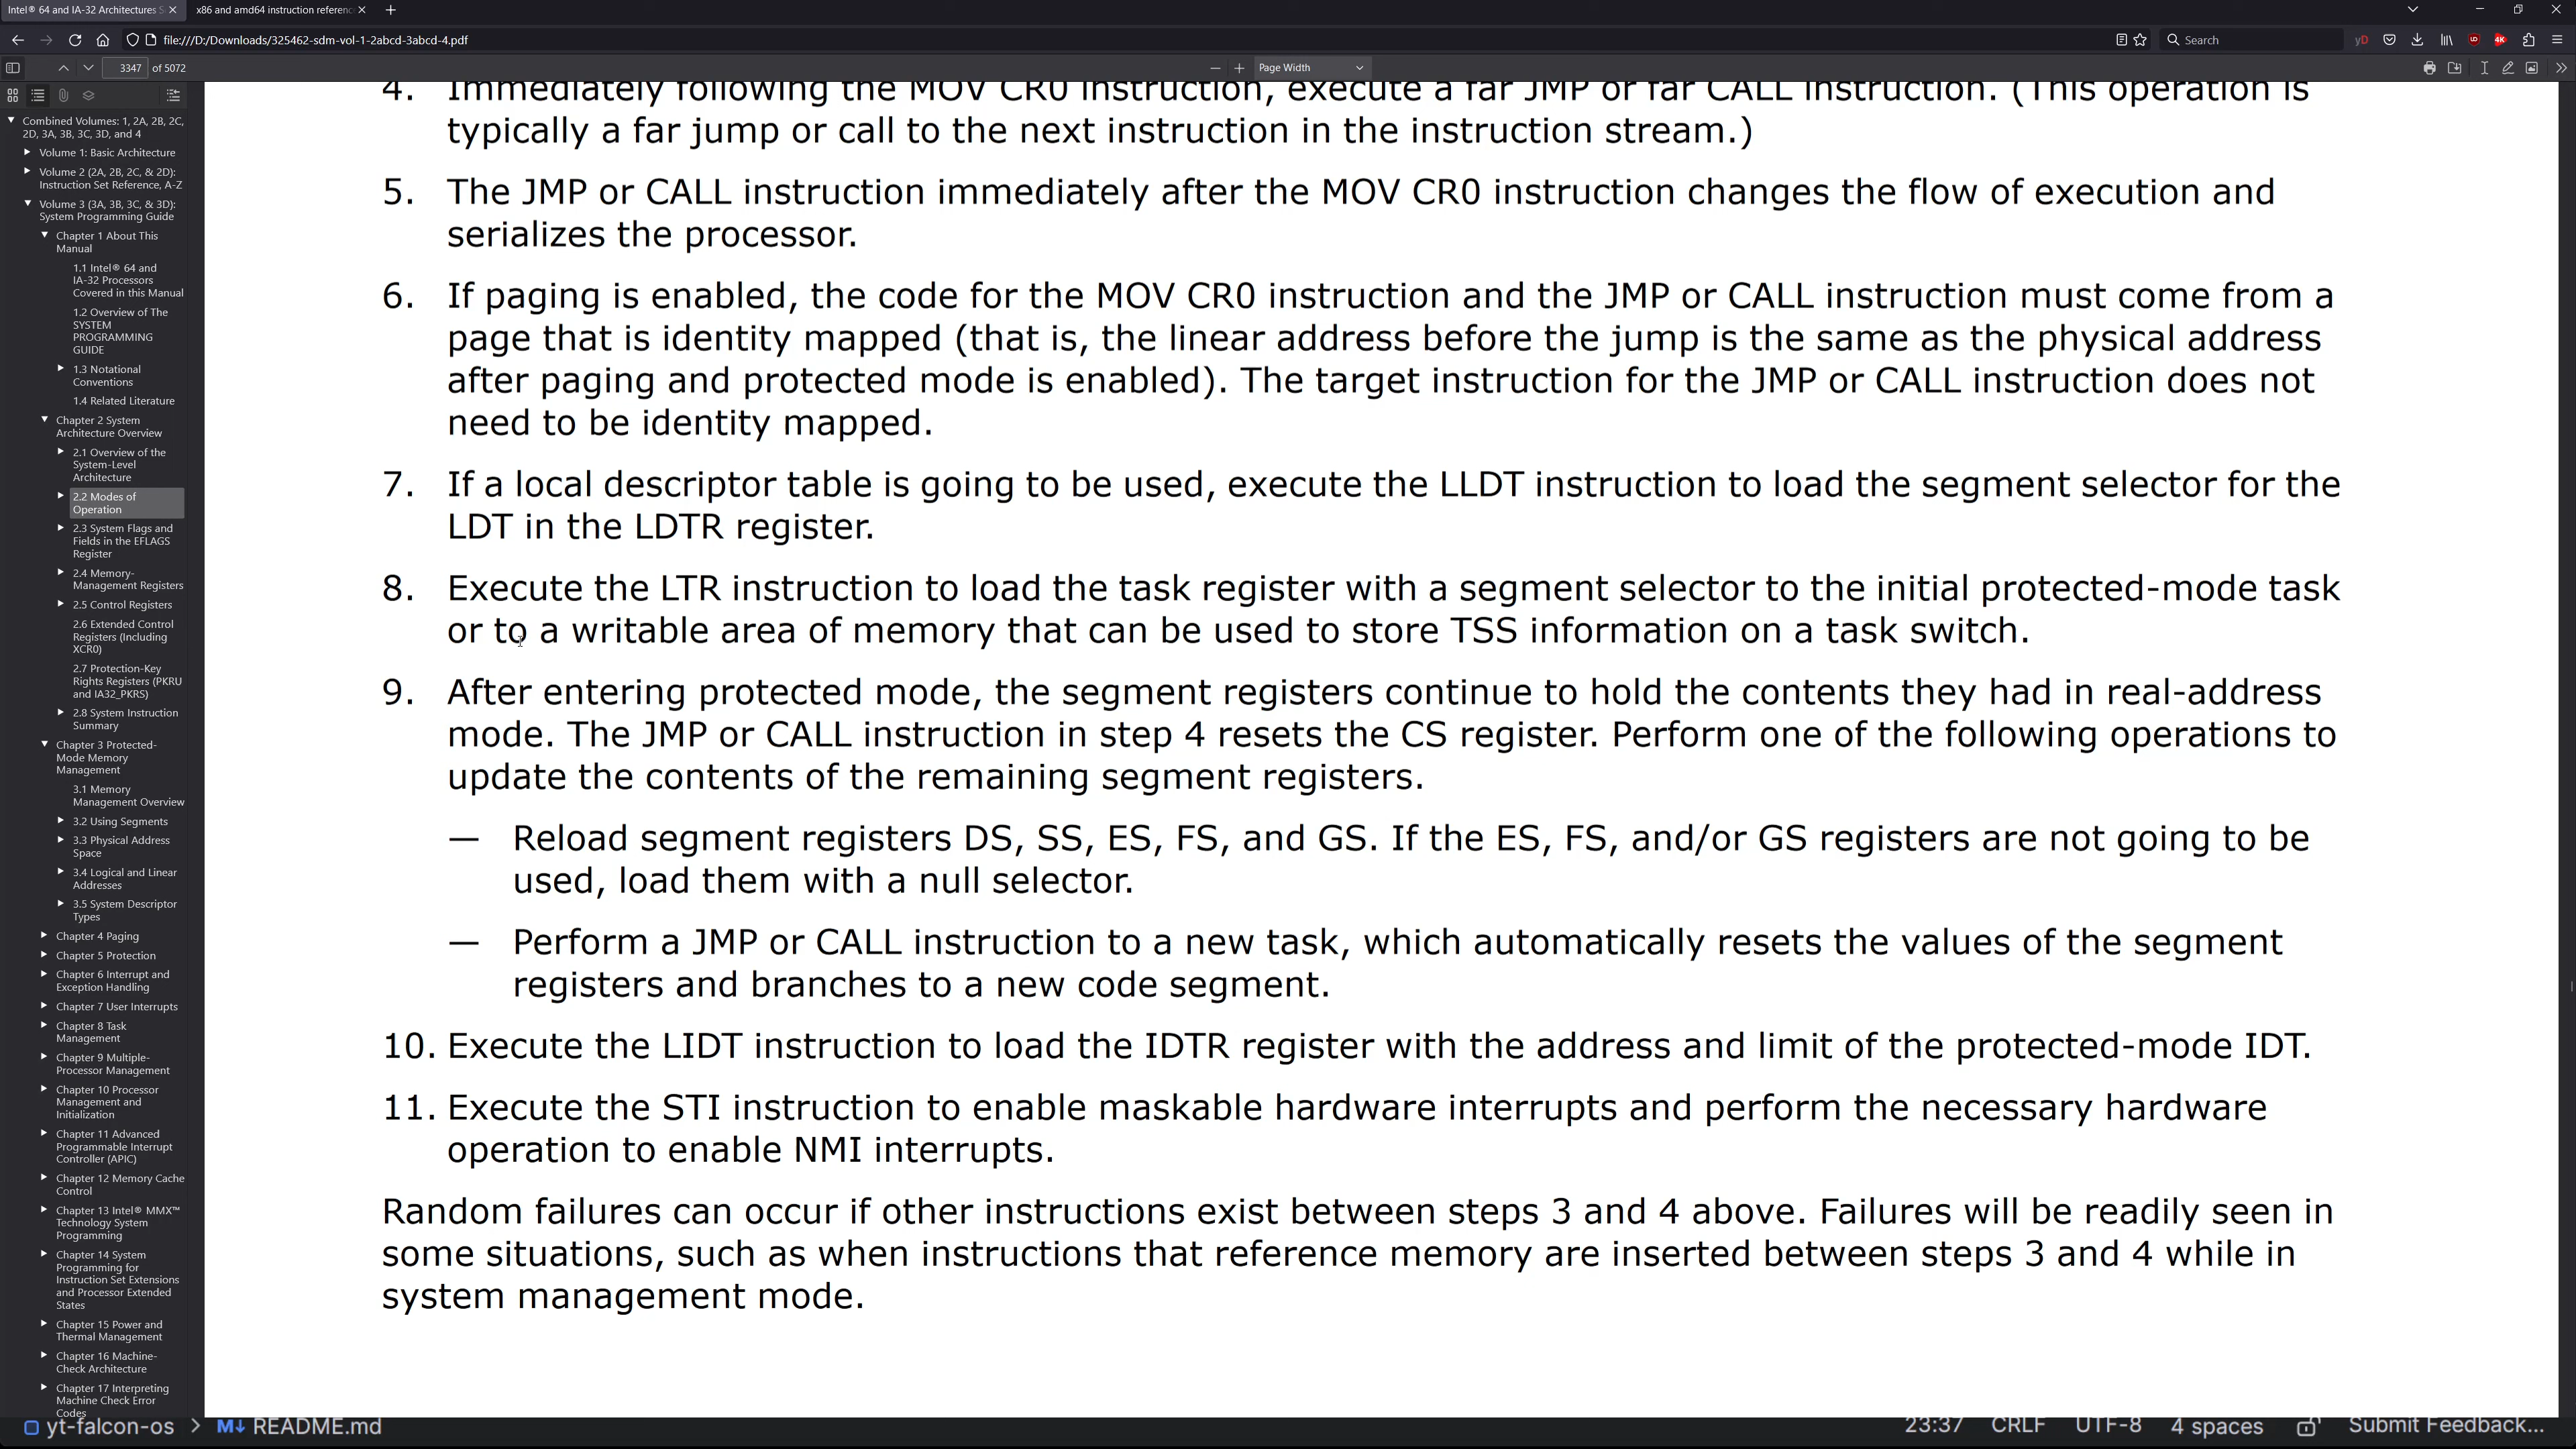 Intel® 64 and IA-32 Architectures S
x86 and amd64 instruction referenc
file:///D:/Downloads/325462-sdm-vol-1-2abcd-3abcd-4.pdf
Search
3347 of 5072
Page Width
Combined Volumes: 1, 2A, 2B, 2C,
2D, 3A, 3B, 3C, 3D, and 4
Volume 1: Basic Architecture
Volume 2 (2A, 2B, 2C, & 2D):
Instruction Set Reference, A-Z
Volume 3 (3A, 3B, 3C, & 3D):
System Programming Guide
Chapter 1 About This
Manual
1.1 Intel® 64 and
IA-32 Processors
Covered in this Manual
1.2 Overview of The
SYSTEM
PROGRAMMING
GUIDE
1.3 Notational
Conventions
1.4 Related Literature
Chapter 2 System
Architecture Overview
2.1 Overview of the
System-Level
Architecture
2.2 Modes of
Operation
2.3 System Flags and
Fields in the EFLAGS
Register
2.4 Memory-
Management Registers
2.5 Control Registers
2.6 Extended Control
Registers (Including
XCR0)
2.7 Protection-Key
Rights Registers (PKRU
and IA32_PKRS)
2.8 System Instruction
Summary
Chapter 3 Protected-
Mode Memory
Management
3.1 Memory
Management Overview
3.2 Using Segments
3.3 Physical Address
Space
3.4 Logical and Linear
Addresses
3.5 System Descriptor
Types
Chapter 4 Paging
Chapter 5 Protection
Chapter 6 Interrupt and
Exception Handling
Chapter 7 User Interrupts
Chapter 8 Task
Management
Chapter 9 Multiple-
Processor Management
Chapter 10 Processor
Management and
Initialization
Chapter 11 Advanced
Programmable Interrupt
Controller (APIC)
Chapter 12 Memory Cache
Control
Chapter 13 Intel® MMX™
Technology System
Programming
Chapter 14 System
Programming for
Instruction Set Extensions
and Processor Extended
States
Chapter 15 Power and
Thermal Management
Chapter 16 Machine-
Check Architecture
Chapter 17 Interpreting
Machine Check Error
Codes
4. Immediately following the MOV CR0 instruction, execute a far JMP or far CALL instruction. (This operation is
typically a far jump or call to the next instruction in the instruction stream.)
5. The JMP or CALL instruction immediately after the MOV CR0 instruction changes the flow of execution and
serializes the processor.
6. If paging is enabled, the code for the MOV CR0 instruction and the JMP or CALL instruction must come from a
page that is identity mapped (that is, the linear address before the jump is the same as the physical address
after paging and protected mode is enabled). The target instruction for the JMP or CALL instruction does not
need to be identity mapped.
7. If a local descriptor table is going to be used, execute the LLDT instruction to load the segment selector for the
LDT in the LDTR register.
8. Execute the LTR instruction to load the task register with a segment selector to the initial protected-mode task
or to a writable area of memory that can be used to store TSS information on a task switch.
9. After entering protected mode, the segment registers continue to hold the contents they had in real-address
mode. The JMP or CALL instruction in step 4 resets the CS register. Perform one of the following operations to
update the contents of the remaining segment registers.
— Reload segment registers DS, SS, ES, FS, and GS. If the ES, FS, and/or GS registers are not going to be
used, load them with a null selector.
— Perform a JMP or CALL instruction to a new task, which automatically resets the values of the segment
registers and branches to a new code segment.
10. Execute the LIDT instruction to load the IDTR register with the address and limit of the protected-mode IDT.
11. Execute the STI instruction to enable maskable hardware interrupts and perform the necessary hardware
operation to enable NMI interrupts.
Random failures can occur if other instructions exist between steps 3 and 4 above. Failures will be readily seen in
some situations, such as when instructions that reference memory are inserted between steps 3 and 4 while in
system management mode.
yt-falcon-os > M↓ README.md
23:37 CRLF UTF-8 4 spaces Submit Feedback...